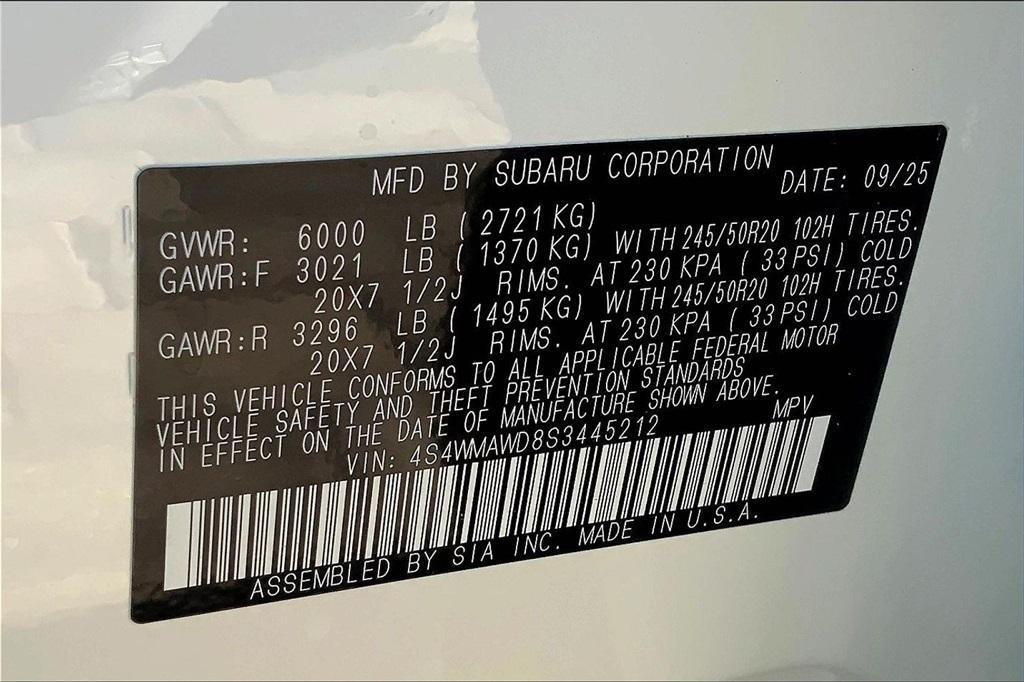 MFD BY SUBARU CORPORATION
DATE: 09/25
GVWR: 6000 LB ( 2721 KG)
GAWR:F 3021 LB ( 1370 KG) WITH 245/50R20 102H TIRES.
20X7 1/2J RIMS. AT 230 KPA ( 33 PSI) COLD
GAWR:R 3296 LB ( 1495 KG) WITH 245/50R20 102H TIRES.
20X7 1/2J RIMS. AT 230 KPA ( 33 PSI) COLD
THIS VEHICLE CONFORMS TO ALL APPLICABLE FEDERAL MOTOR
VEHICLE SAFETY AND THEFT PREVENTION STANDARDS
IN EFFECT ON THE DATE OF MANUFACTURE SHOWN ABOVE.
VIN: 4S4WMAWD8S3445212 MPV
ASSEMBLED BY SIA INC. MADE IN U.S.A.